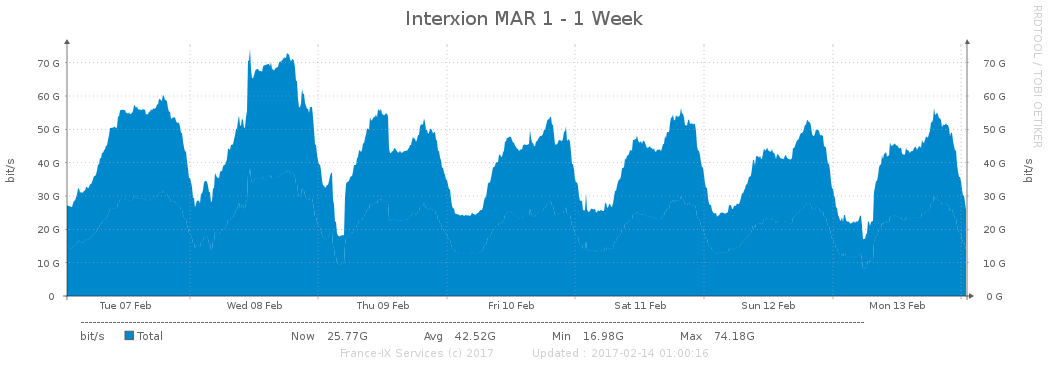 Interxion MAR 1 - 1 Week
RRDTOOL / TOBI OETIKER
bit/s
70 G 70 G
60 G 60 G
50 G 50 G
40 G 40 G
30 G 30 G
20 G 20 G
10 G 10 G
0 0 G
bit/s
Tue 07 Feb Wed 08 Feb Thu 09 Feb Fri 10 Feb Sat 11 Feb Sun 12 Feb Mon 13 Feb
bit/s Total Now 25.77G Avg 42.52G Min 16.98G Max 74.18G
France-IX Services (c) 2017 Updated : 2017-02-14 01:00:16